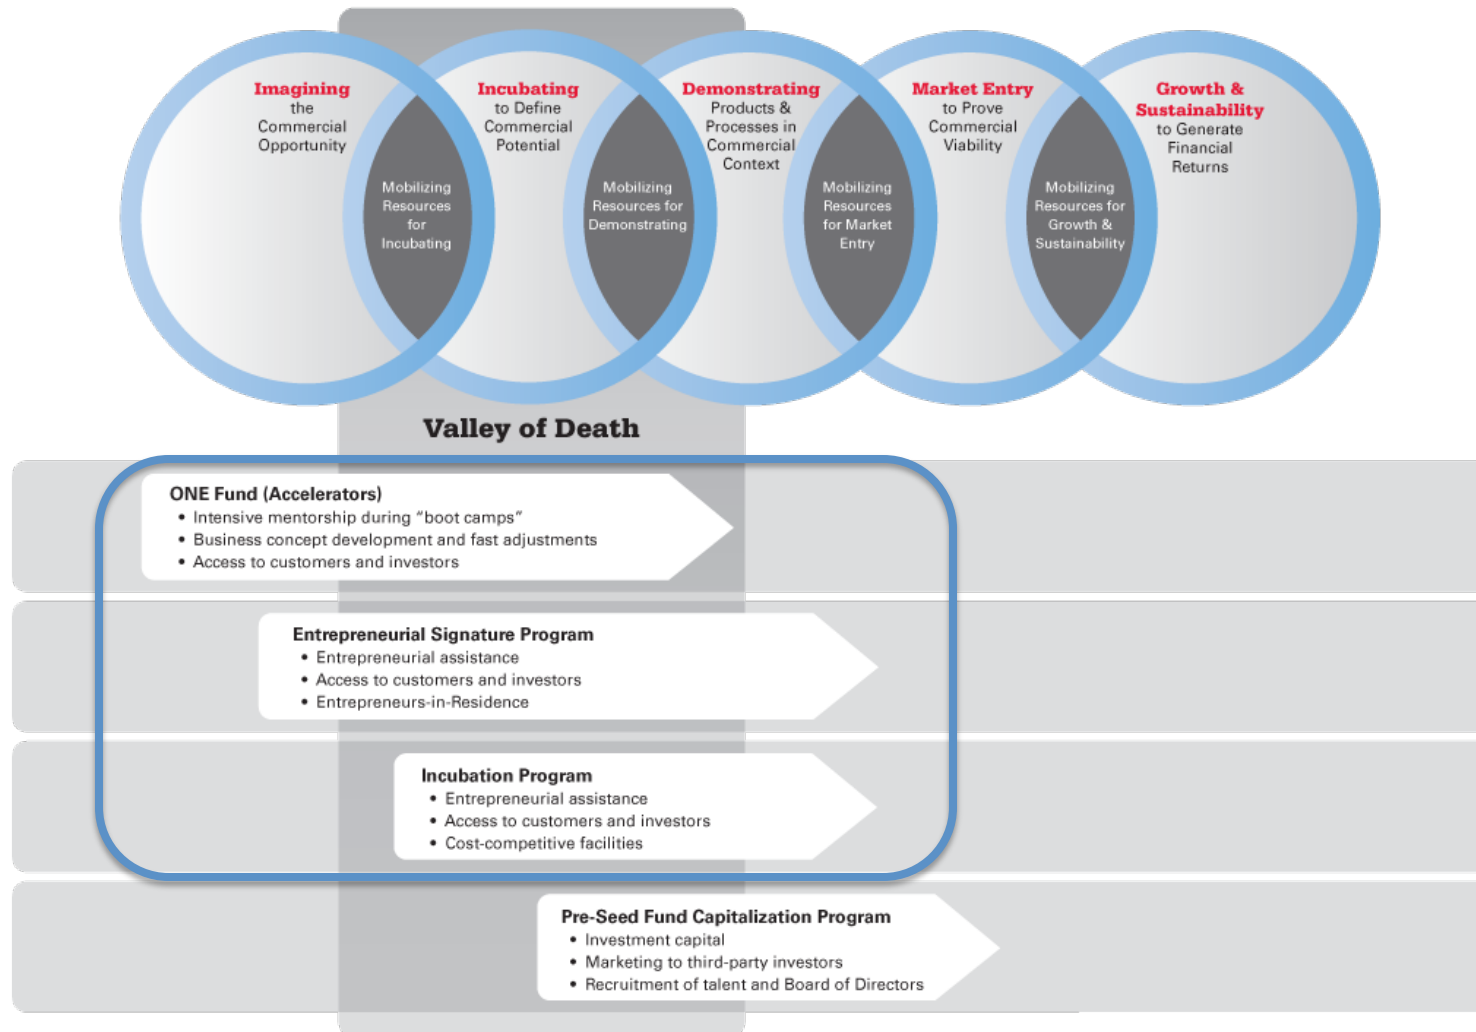 Imagining
the
Commercial
Opportunity
Incubating
to Define
Commercial
Potential
Demonstrating
Products &
Processes in
Commercial
Context
Market Entry
to Prove
Commercial
Viability
Growth &
Sustainability
to Generate
Financial
Returns
Mobilizing
Resources
for
Incubating
Mobilizing
Resources for
Demonstrating
Mobilizing
Resources
for Market
Entry
Mobilizing
Resources for
Growth &
Sustainability
Valley of Death
ONE Fund (Accelerators)
• Intensive mentorship during “boot camps”
• Business concept development and fast adjustments
• Access to customers and investors
Entrepreneurial Signature Program
• Entrepreneurial assistance
• Access to customers and investors
• Entrepreneurs-in-Residence
Incubation Program
• Entrepreneurial assistance
• Access to customers and investors
• Cost-competitive facilities
Pre-Seed Fund Capitalization Program
• Investment capital
• Marketing to third-party investors
• Recruitment of talent and Board of Directors